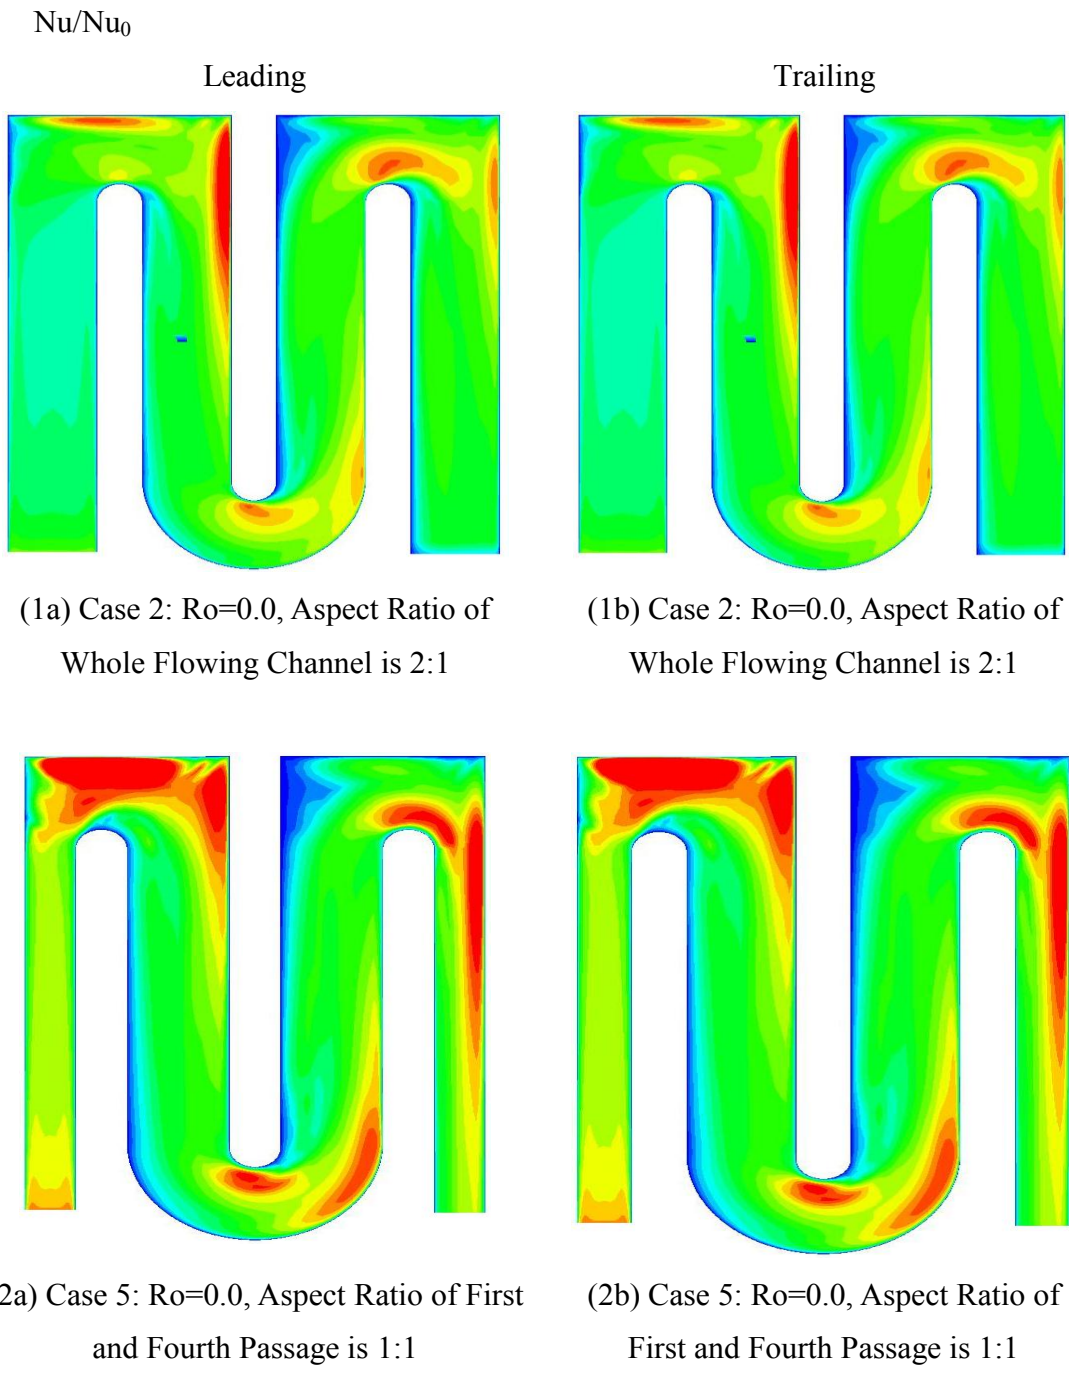 Nu/Nu₀
Leading
Trailing
(1a) Case 2: Ro=0.0, Aspect Ratio of
Whole Flowing Channel is 2:1
(1b) Case 2: Ro=0.0, Aspect Ratio of
Whole Flowing Channel is 2:1
2a) Case 5: Ro=0.0, Aspect Ratio of First
and Fourth Passage is 1:1
(2b) Case 5: Ro=0.0, Aspect Ratio of
First and Fourth Passage is 1:1